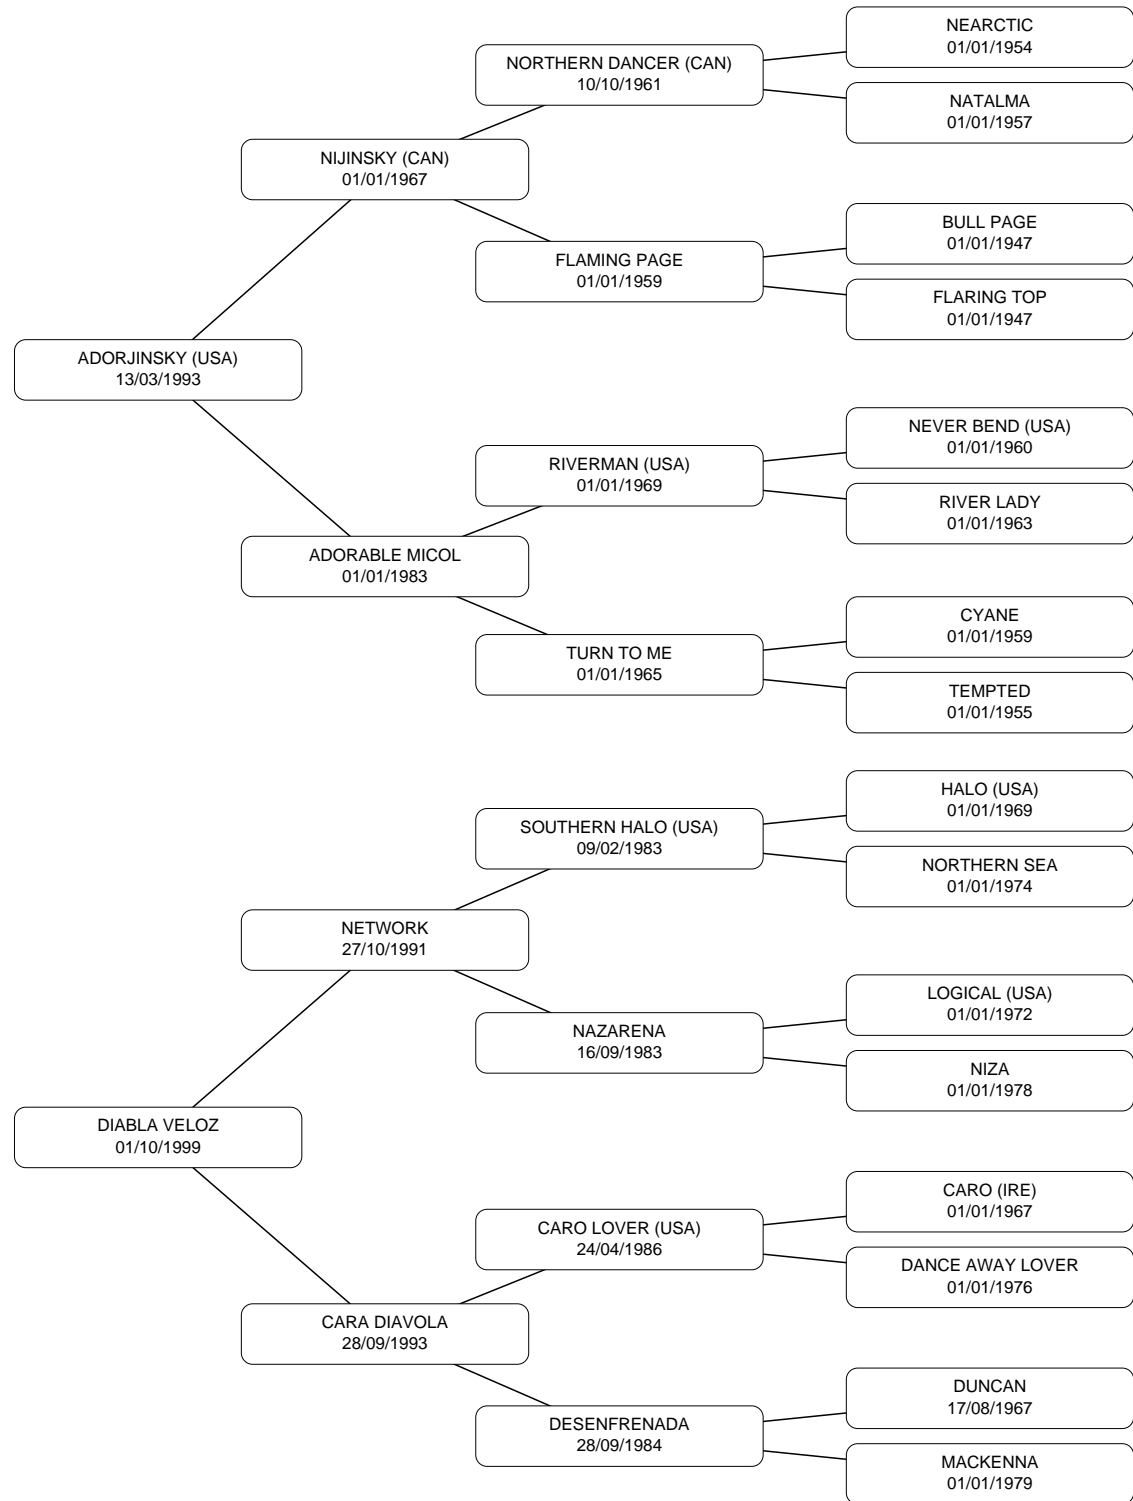 NEARCTIC
01/01/1954
NORTHERN DANCER (CAN)
10/10/1961
NATALMA
01/01/1957
NIJINSKY (CAN)
01/01/1967
BULL PAGE
01/01/1947
FLAMING PAGE
01/01/1959
FLARING TOP
01/01/1947
ADORJINSKY (USA)
13/03/1993
NEVER BEND (USA)
01/01/1960
RIVERMAN (USA)
01/01/1969
RIVER LADY
01/01/1963
ADORABLE MICOL
01/01/1983
CYANE
01/01/1959
TURN TO ME
01/01/1965
TEMPTED
01/01/1955
HALO (USA)
01/01/1969
SOUTHERN HALO (USA)
09/02/1983
NORTHERN SEA
01/01/1974
NETWORK
27/10/1991
LOGICAL (USA)
01/01/1972
NAZARENA
16/09/1983
NIZA
01/01/1978
DIABLA VELOZ
01/10/1999
CARO (IRE)
01/01/1967
CARO LOVER (USA)
24/04/1986
DANCE AWAY LOVER
01/01/1976
CARA DIAVOLA
28/09/1993
DUNCAN
17/08/1967
DESENFRENADA
28/09/1984
MACKENNA
01/01/1979